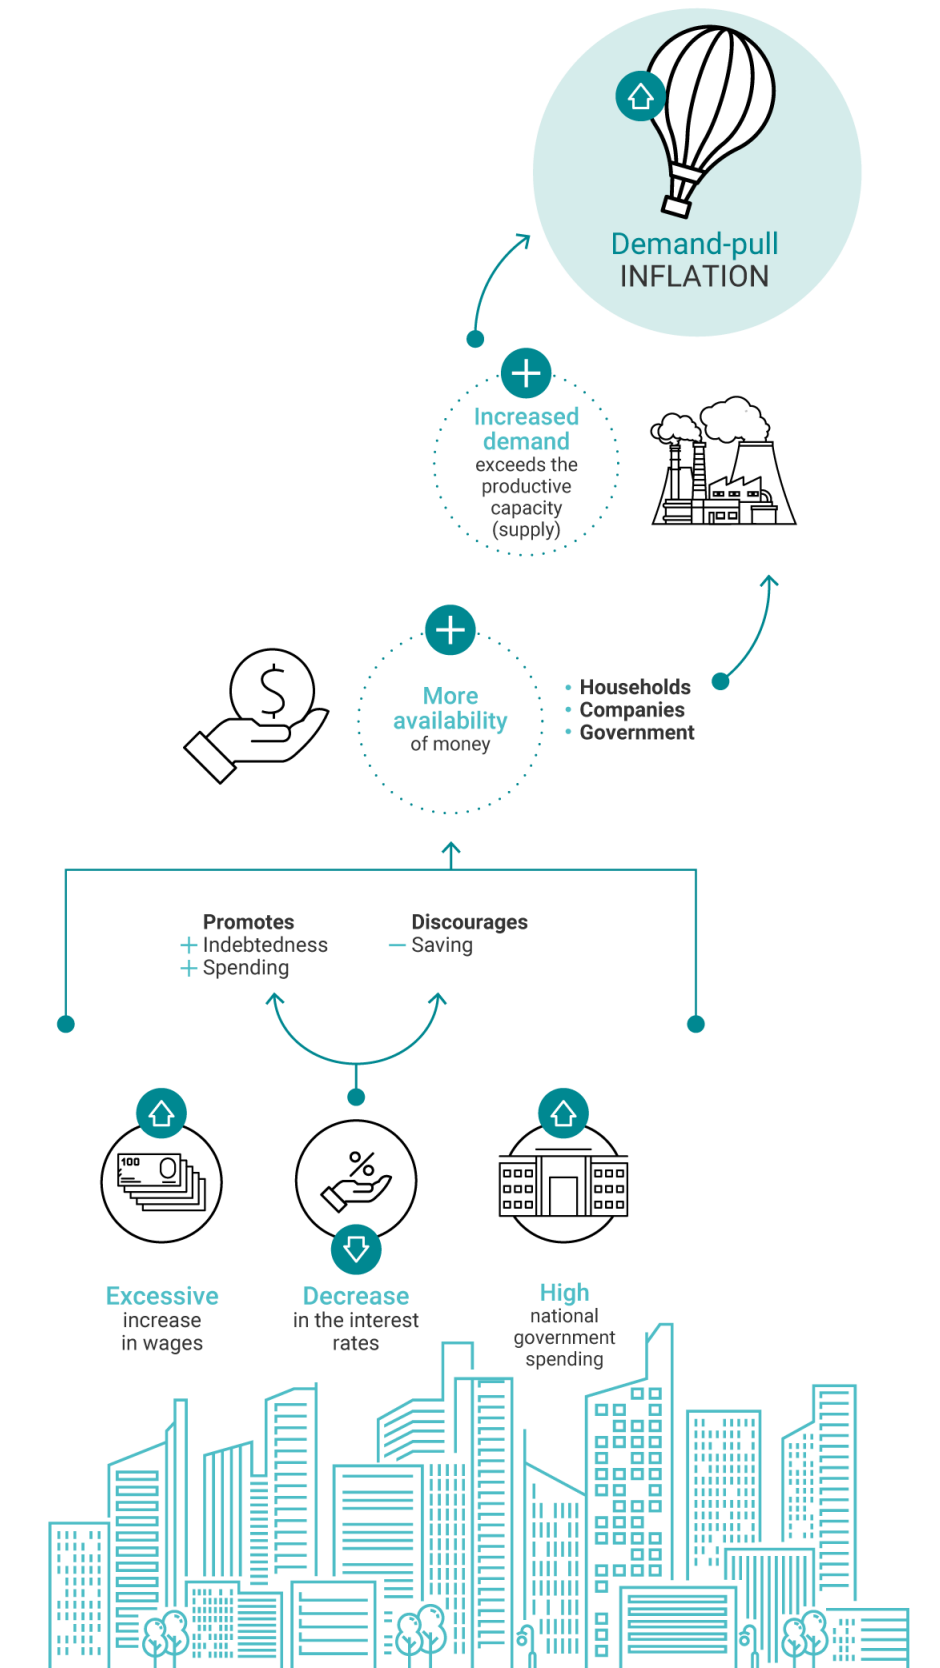 Demand-pull
INFLATION
Increased
demand
exceeds the
productive
capacity
(supply)
More
availability
of money
• Households
• Companies
• Government
Promotes
+ Indebtedness
+ Spending
Discourages
— Saving
100
$
%
Excessive
increase
in wages
Decrease
in the interest
rates
High
national
government
spending